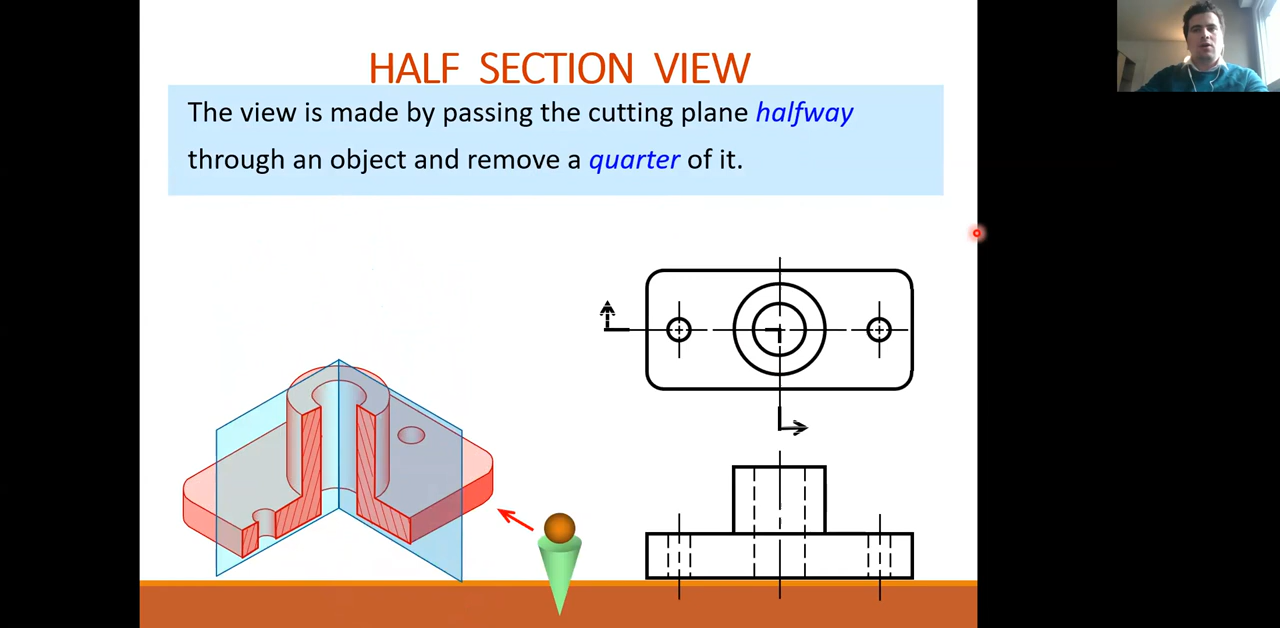 HALF SECTION VIEW
The view is made by passing the cutting plane halfway
through an object and remove a quarter of it.